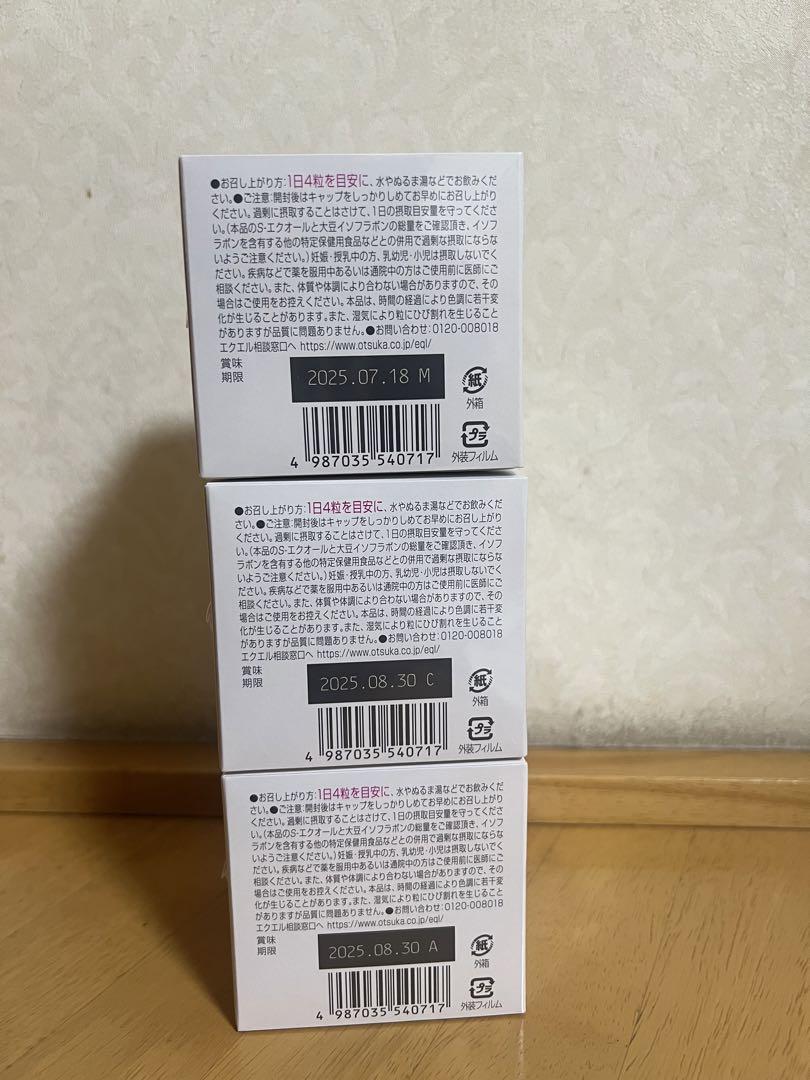 ●お召し上がり方:1日4粒を目安に、水やぬるま湯などでお飲みくだ
さい。●ご注意:開封後はキャップをしっかりしめてお早めにお召し上がり
ください。過剰に摂取することはさけて、1日の摂取目安量を守ってくださ
い。(本品のS-エクオールと大豆イソフラボンの総量をご確認頂き、イソフ
ラボンを含有する他の特定保健用食品などとの併用で過剰な摂取にならな
いようご注意ください。)妊娠・授乳中の方、乳幼児・小児は摂取しないでく
ださい。疾病などで薬を服用中あるいは通院中の方はご使用前に医師にご
相談ください。また、体質や体調により合わない場合がありますので、その
場合はご使用をお控えください。本品は、時間の経過により色調に若干変
化が生じることがあります。また、湿気により粒にひび割れを生じること
がありますが品質に問題ありません。●お問い合わせ:0120-008018
エクエル相談窓口へ https://www.otsuka.co.jp/eql/
賞味
期限
2025.07.18 M
紙
外箱
プラ
外装フィルム
4 987035 540717
●お召し上がり方:1日4粒を目安に、水やぬるま湯などでお飲みくだ
さい。●ご注意:開封後はキャップをしっかりしめてお早めにお召し上がり
ください。過剰に摂取することはさけて、1日の摂取目安量を守ってくださ
い。(本品のS-エクオールと大豆イソフラボンの総量をご確認頂き、イソフ
ラボンを含有する他の特定保健用食品などとの併用で過剰な摂取にならな
いようご注意ください。)妊娠・授乳中の方、乳幼児・小児は摂取しないでく
ださい。疾病などで薬を服用中あるいは通院中の方はご使用前に医師にご
相談ください。また、体質や体調により合わない場合がありますので、その
場合はご使用をお控えください。本品は、時間の経過により色調に若干変
化が生じることがあります。また、湿気により粒にひび割れを生じること
がありますが品質に問題ありません。●お問い合わせ:0120-008018
エクエル相談窓口へ https://www.otsuka.co.jp/eql/
賞味
期限
2025.08.30 C
紙
外箱
プラ
外装フィルム
4 987035 540717
●お召し上がり方:1日4粒を目安に、水やぬるま湯などでお飲みくだ
さい。●ご注意:開封後はキャップをしっかりしめてお早めにお召し上がり
ください。過剰に摂取することはさけて、1日の摂取目安量を守ってくださ
い。(本品のS-エクオールと大豆イソフラボンの総量をご確認頂き、イソフ
ラボンを含有する他の特定保健用食品などとの併用で過剰な摂取にならな
いようご注意ください。)妊娠・授乳中の方、乳幼児・小児は摂取しないでく
ださい。疾病などで薬を服用中あるいは通院中の方はご使用前に医師にご
相談ください。また、体質や体調により合わない場合がありますので、その
場合はご使用をお控えください。本品は、時間の経過により色調に若干変
化が生じることがあります。また、湿気により粒にひび割れを生じること
がありますが品質に問題ありません。●お問い合わせ:0120-008018
エクエル相談窓口へ https://www.otsuka.co.jp/eql/
賞味
期限
2025.08.30 A
紙
外箱
プラ
外装フィルム
4 987035 540717